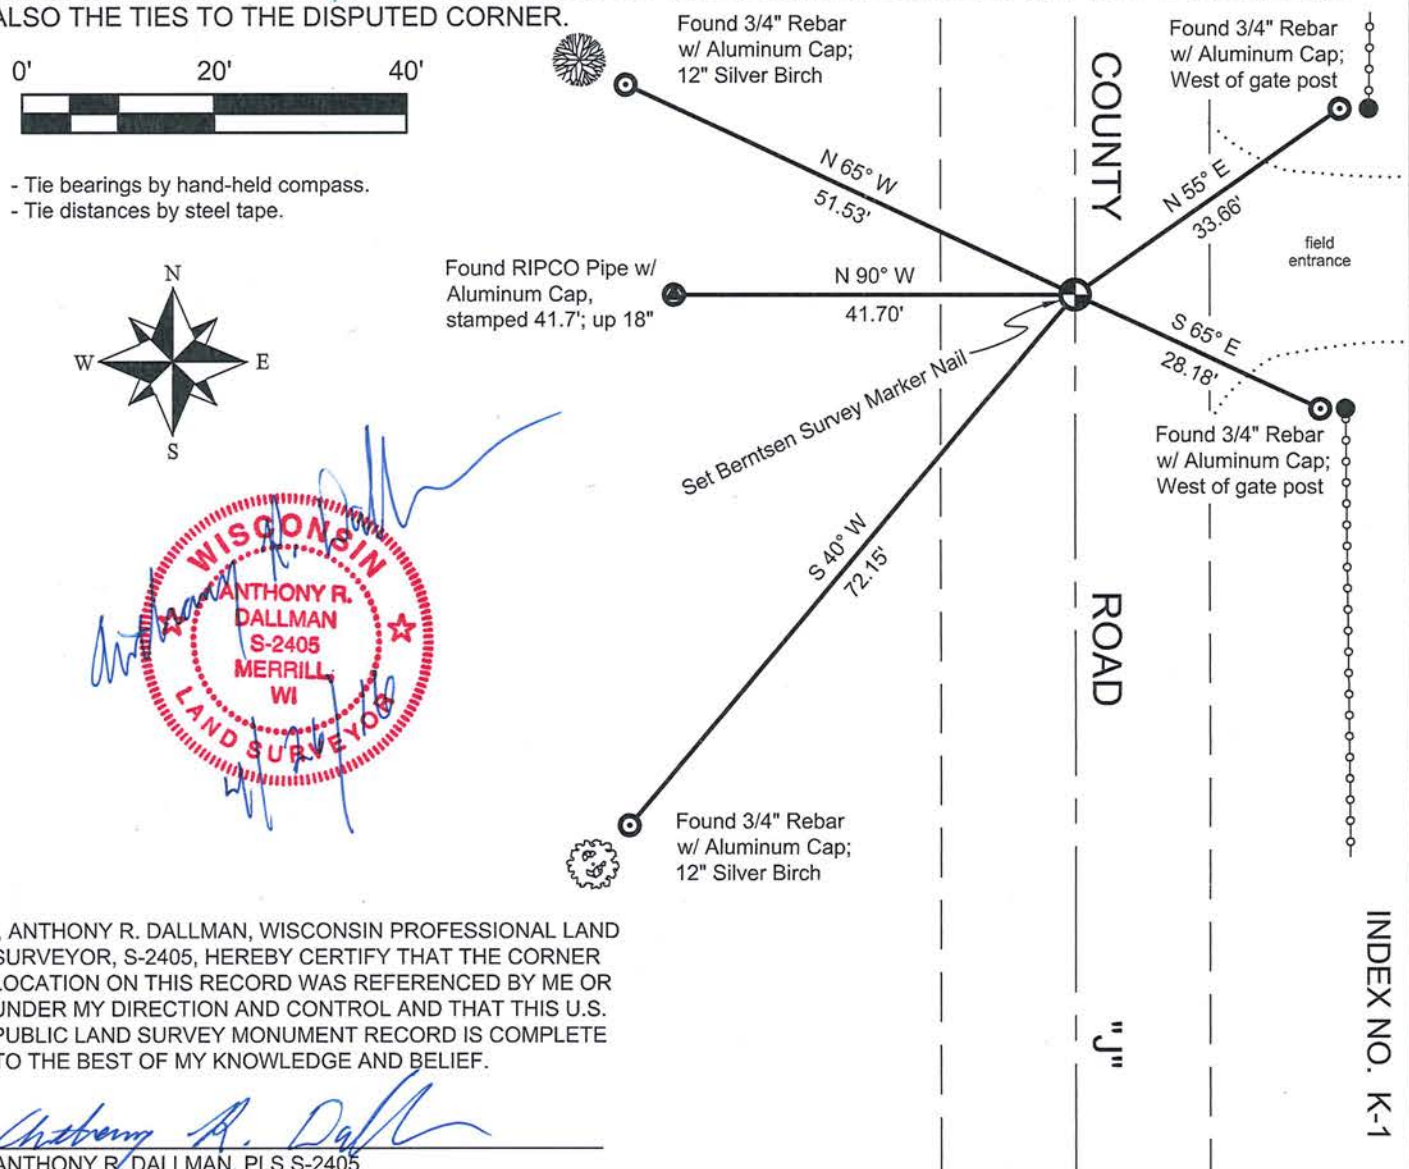 ALSO THE TIES TO THE DISPUTED CORNER.
0' 20' 40'
- Tie bearings by hand-held compass.
- Tie distances by steel tape.
N
W E
S
Found 3/4" Rebar
w/ Aluminum Cap;
12" Silver Birch
Found 3/4" Rebar
w/ Aluminum Cap;
West of gate post
COUNTY
N 65° W
51.53'
N 55° E
33.66'
field
entrance
Found RIPCO Pipe w/
Aluminum Cap,
stamped 41.7'; up 18"
N 90° W
41.70'
S 65° E
28.18'
Set Berntsen Survey Marker Nail
Found 3/4" Rebar
w/ Aluminum Cap;
West of gate post
S 40° W
72.15'
ROAD
"J"
Found 3/4" Rebar
w/ Aluminum Cap;
12" Silver Birch
Anthony R. Dallman
WISCONSIN
ANTHONY R.
DALLMAN
S-2405
MERRILL,
WI
LAND SURVEYOR
, ANTHONY R. DALLMAN, WISCONSIN PROFESSIONAL LAND
SURVEYOR, S-2405, HEREBY CERTIFY THAT THE CORNER
LOCATION ON THIS RECORD WAS REFERENCED BY ME OR
UNDER MY DIRECTION AND CONTROL AND THAT THIS U.S.
PUBLIC LAND SURVEY MONUMENT RECORD IS COMPLETE
TO THE BEST OF MY KNOWLEDGE AND BELIEF.
Anthony R. Dallman
ANTHONY R. DALLMAN, PLS S-2405
INDEX NO. K-1